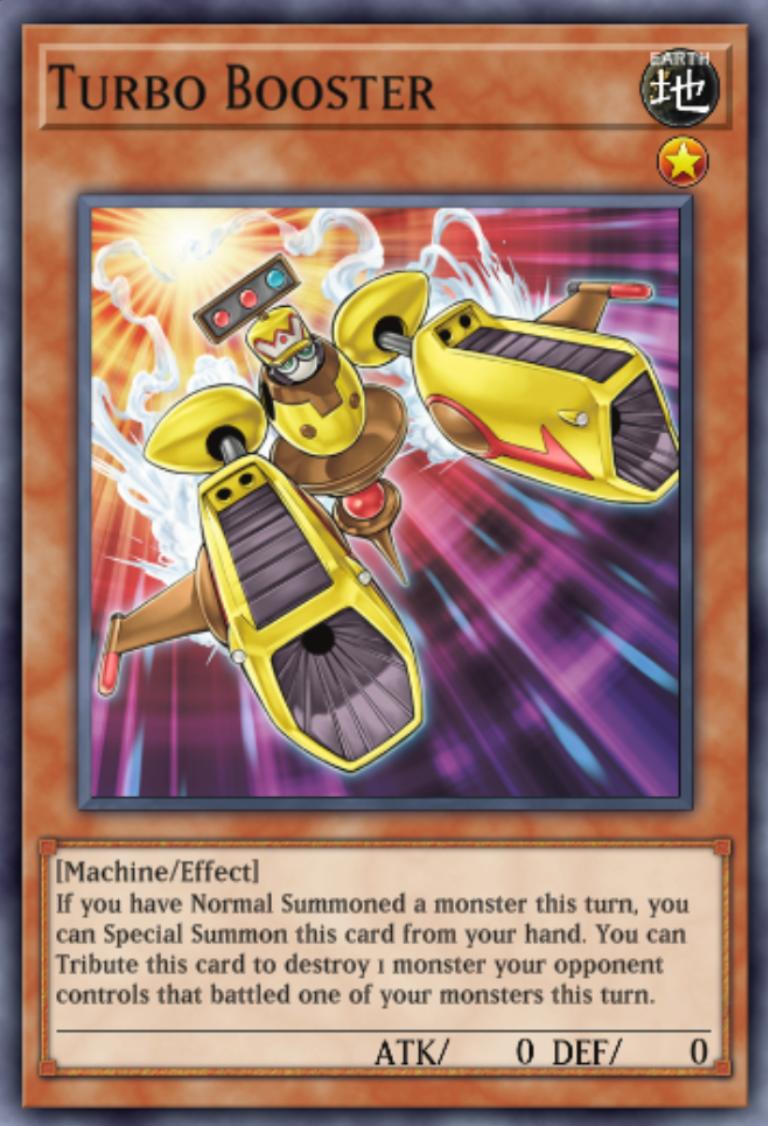 TURBO BOOSTER
EARTH
地
[Machine/Effect]
If you have Normal Summoned a monster this turn, you
can Special Summon this card from your hand. You can
Tribute this card to destroy 1 monster your opponent
controls that battled one of your monsters this turn.
ATK/ 0 DEF/ 0